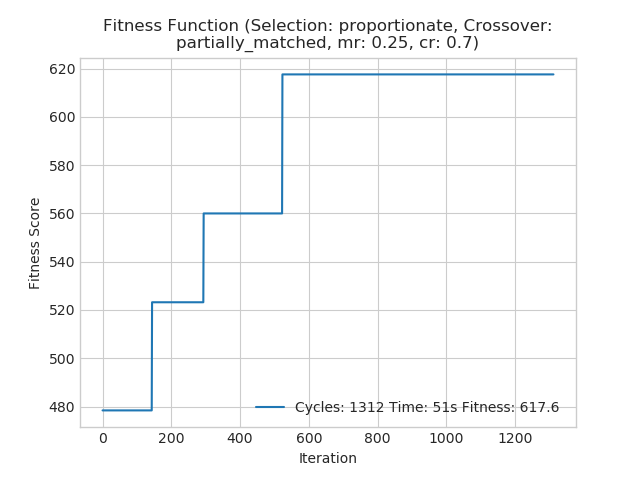 Fitness Function (Selection: proportionate, Crossover:
partially_matched, mr: 0.25, cr: 0.7)
620
600
580
560
540
520
500
480
Fitness Score
Cycles: 1312 Time: 51s Fitness: 617.6
0 200 400 600 800 1000 1200
Iteration